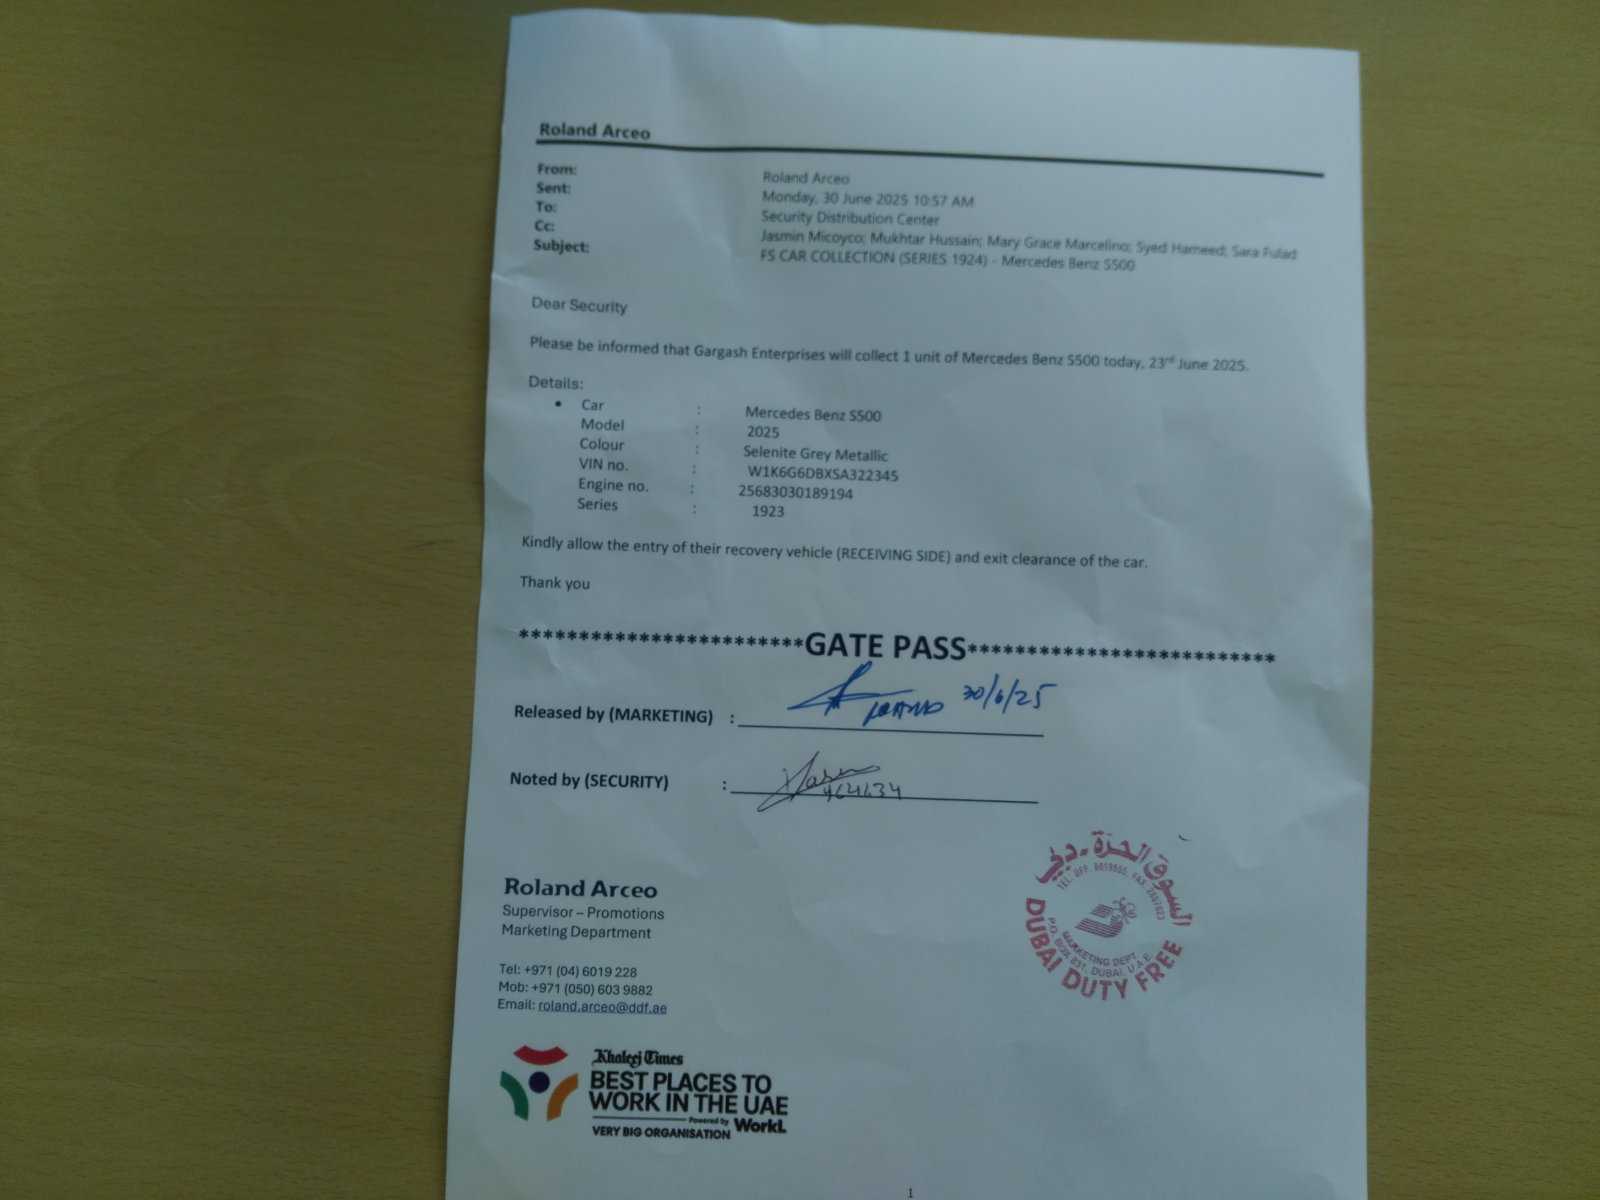 Roland Arceo
From: Roland Arceo
Sent: Monday, 30 June 2025 10:57 AM
To: Security Distribution Center
Cc: Jasmin Micoyco; Mukhtar Hussain; Mary Grace Marcelino; Syed Hameed; Sara Fulad
Subject: FS CAR COLLECTION (SERIES 1924) - Mercedes Benz S500
Dear Security
Please be informed that Gargash Enterprises will collect 1 unit of Mercedes Benz S500 today, 23rd June 2025.
Details:
• Car : Mercedes Benz S500
Model : 2025
Colour : Selenite Grey Metallic
VIN no. : W1K6G6DBXSA322345
Engine no. : 25683030189194
Series : 1923
Kindly allow the entry of their recovery vehicle (RECEIVING SIDE) and exit clearance of the car.
Thank you
************************GATE PASS**************************
Released by (MARKETING) : 30/6/25
Noted by (SECURITY) :
Roland Arceo
Supervisor – Promotions
Marketing Department
Tel: +971 (04) 6019 228
Mob: +971 (050) 603 9882
Email: roland.arceo@ddf.ae
السوق الحرة - دبي
MARKETING DEPT.
P.O. BOX 831, DUBAI, U.A.E.
DUBAI DUTY FREE
Khaleej Times
BEST PLACES TO
WORK IN THE UAE
Powered by WorkL
VERY BIG ORGANISATION
1